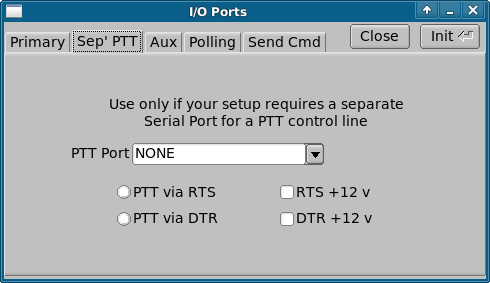 I/O Ports
Primary Sep' PTT Aux Polling Send Cmd Close Init
Use only if your setup requires a separate
Serial Port for a PTT control line
PTT Port NONE
PTT via RTS RTS +12 v
PTT via DTR DTR +12 v